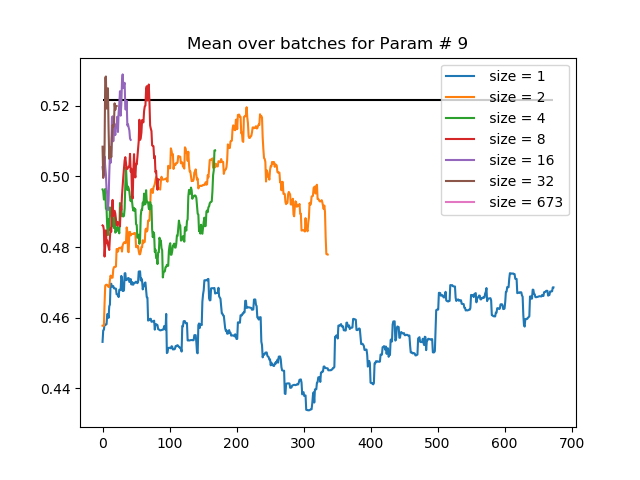 Mean over batches for Param # 9
size = 1
size = 2
size = 4
size = 8
size = 16
size = 32
size = 673
0.52
0.50
0.48
0.46
0.44
0 100 200 300 400 500 600 700